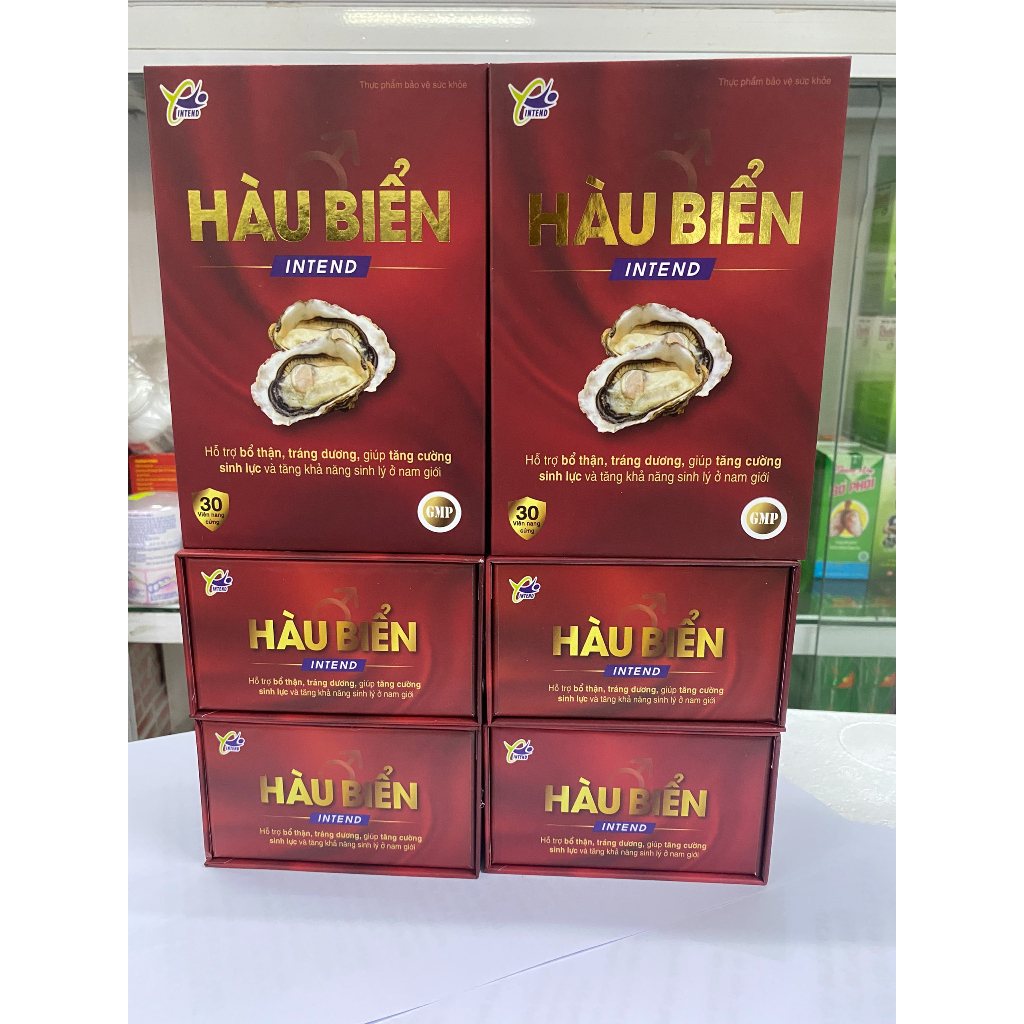 INTEND
Thực phẩm bảo vệ sức khỏe
HÀU BIỂN
INTEND
Hỗ trợ bổ thận, tráng dương, giúp tăng cường
sinh lực và tăng khả năng sinh lý ở nam giới
30
Viên nang
cứng
GMP
INTEND
Thực phẩm bảo vệ sức khỏe
HÀU BIỂN
INTEND
Hỗ trợ bổ thận, tráng dương, giúp tăng cường
sinh lực và tăng khả năng sinh lý ở nam giới
30
Viên nang
cứng
GMP
INTEND
HÀU BIỂN
INTEND
Hỗ trợ bổ thận, tráng dương, giúp tăng cường
sinh lực và tăng khả năng sinh lý ở nam giới
INTEND
HÀU BIỂN
INTEND
Hỗ trợ bổ thận, tráng dương, giúp tăng cường
sinh lực và tăng khả năng sinh lý ở nam giới
INTEND
HÀU BIỂN
INTEND
Hỗ trợ bổ thận, tráng dương, giúp tăng cường
sinh lực và tăng khả năng sinh lý ở nam giới
INTEND
HÀU BIỂN
INTEND
Hỗ trợ bổ thận, tráng dương, giúp tăng cường
sinh lực và tăng khả năng sinh lý ở nam giới
BỔ PHỔI